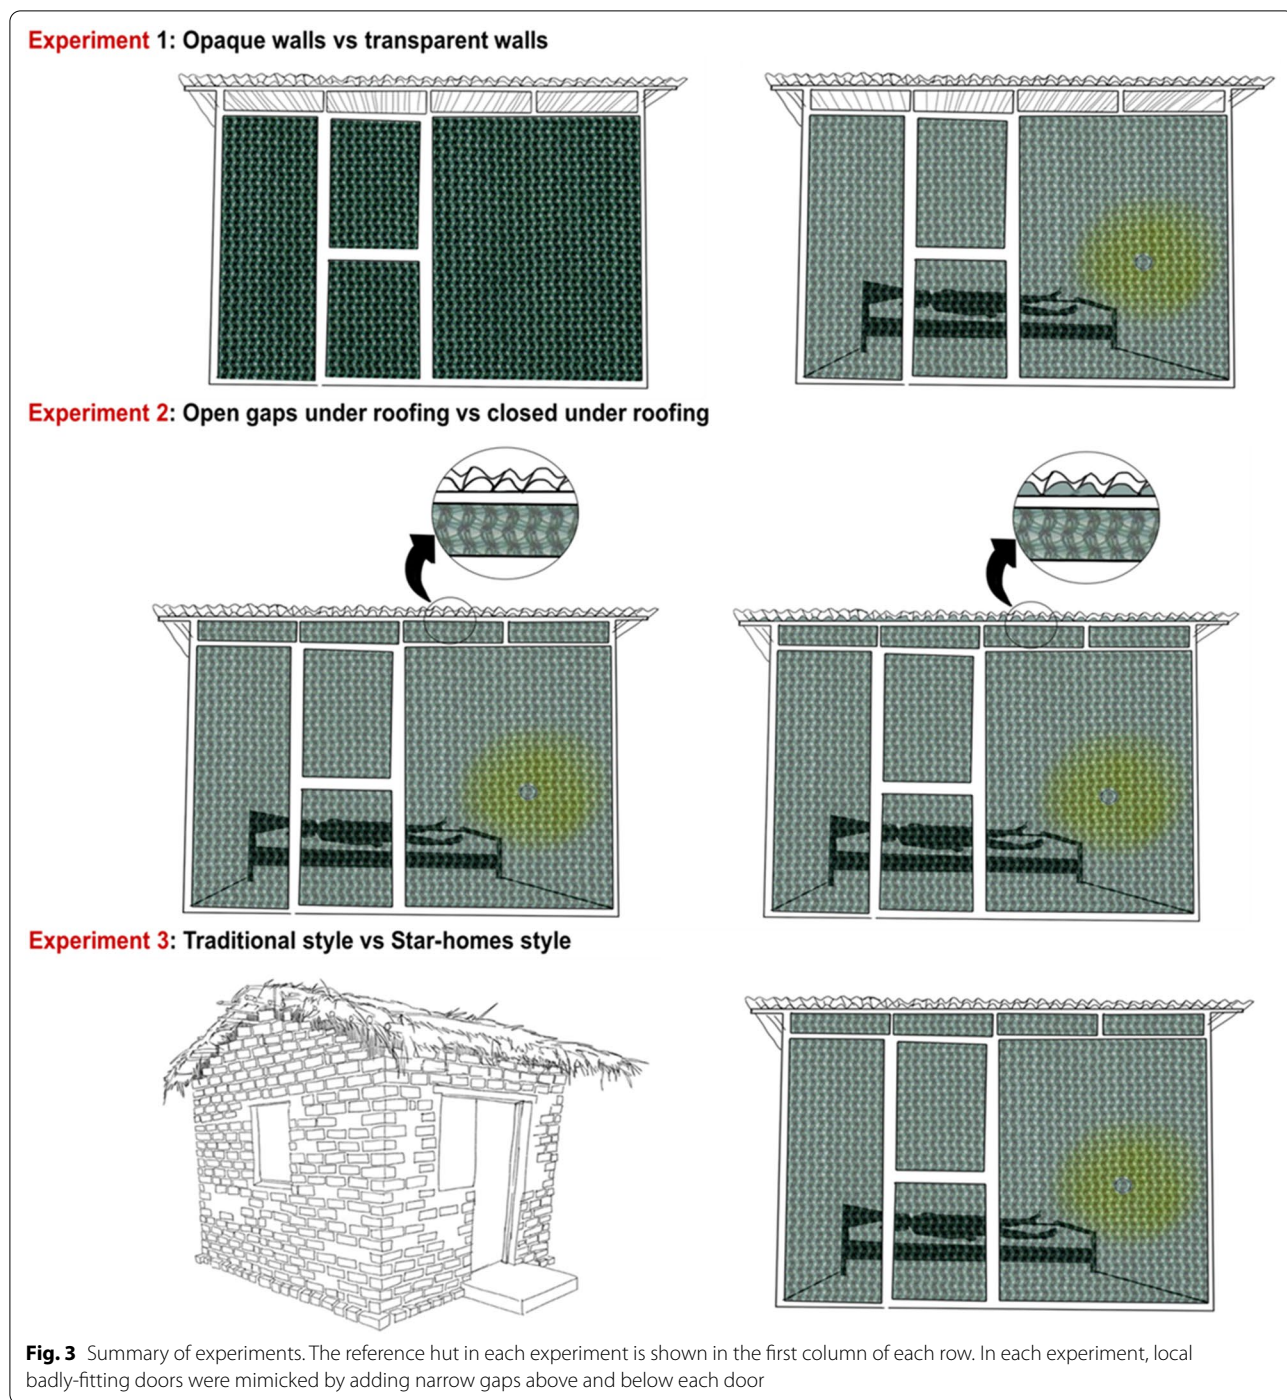 Experiment 1: Opaque walls vs transparent walls
Experiment 2: Open gaps under roofing vs closed under roofing
Experiment 3: Traditional style vs Star-homes style
Fig. 3 Summary of experiments. The reference hut in each experiment is shown in the first column of each row. In each experiment, local
badly-fitting doors were mimicked by adding narrow gaps above and below each door